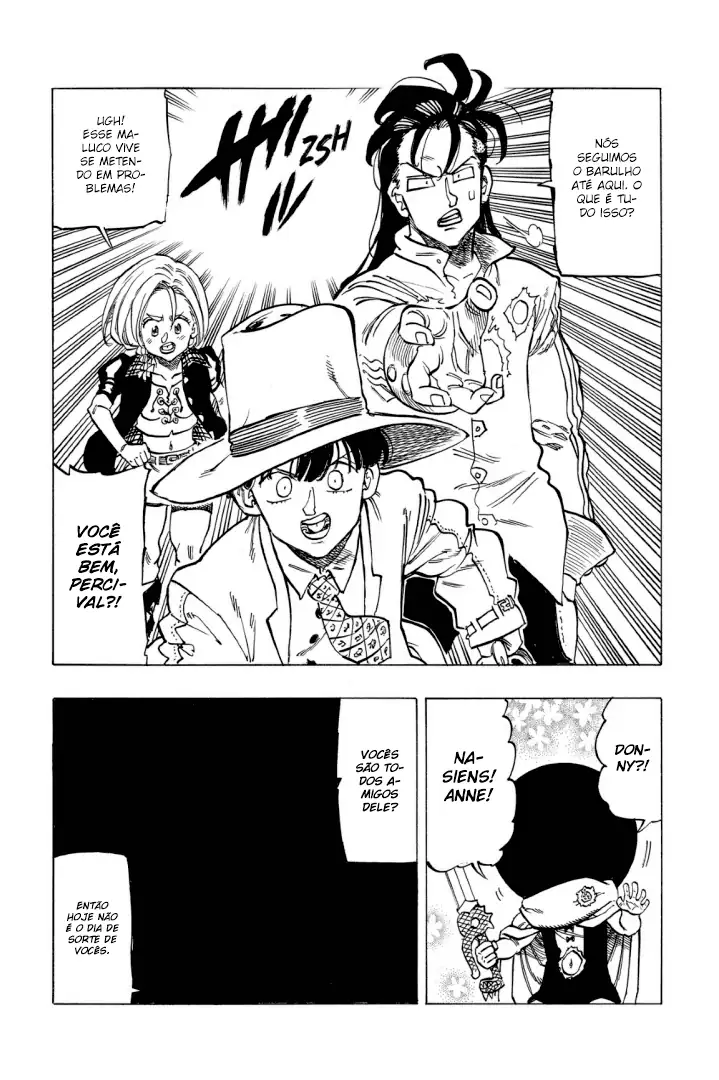 NÓS
SEGUIMOS
O BARULHO
ATÉ AQUI. O
QUE É TU-
DO ISSO?
ZSH
UGH!
ESSE MA-
LUCO VIVE
SE METEN-
DO EM PRO-
BLEMAS!
VOCÊ
ESTÁ
BEM,
PERCI-
VAL?!
DON-
NY?!
NA-
SIENS!
ANNE!
VOCÊS
SÃO TO-
DOS A-
MIGOS
DELE?
ENTÃO
HOJE NÃO
É O DIA DE
SORTE DE
VOCÊS.